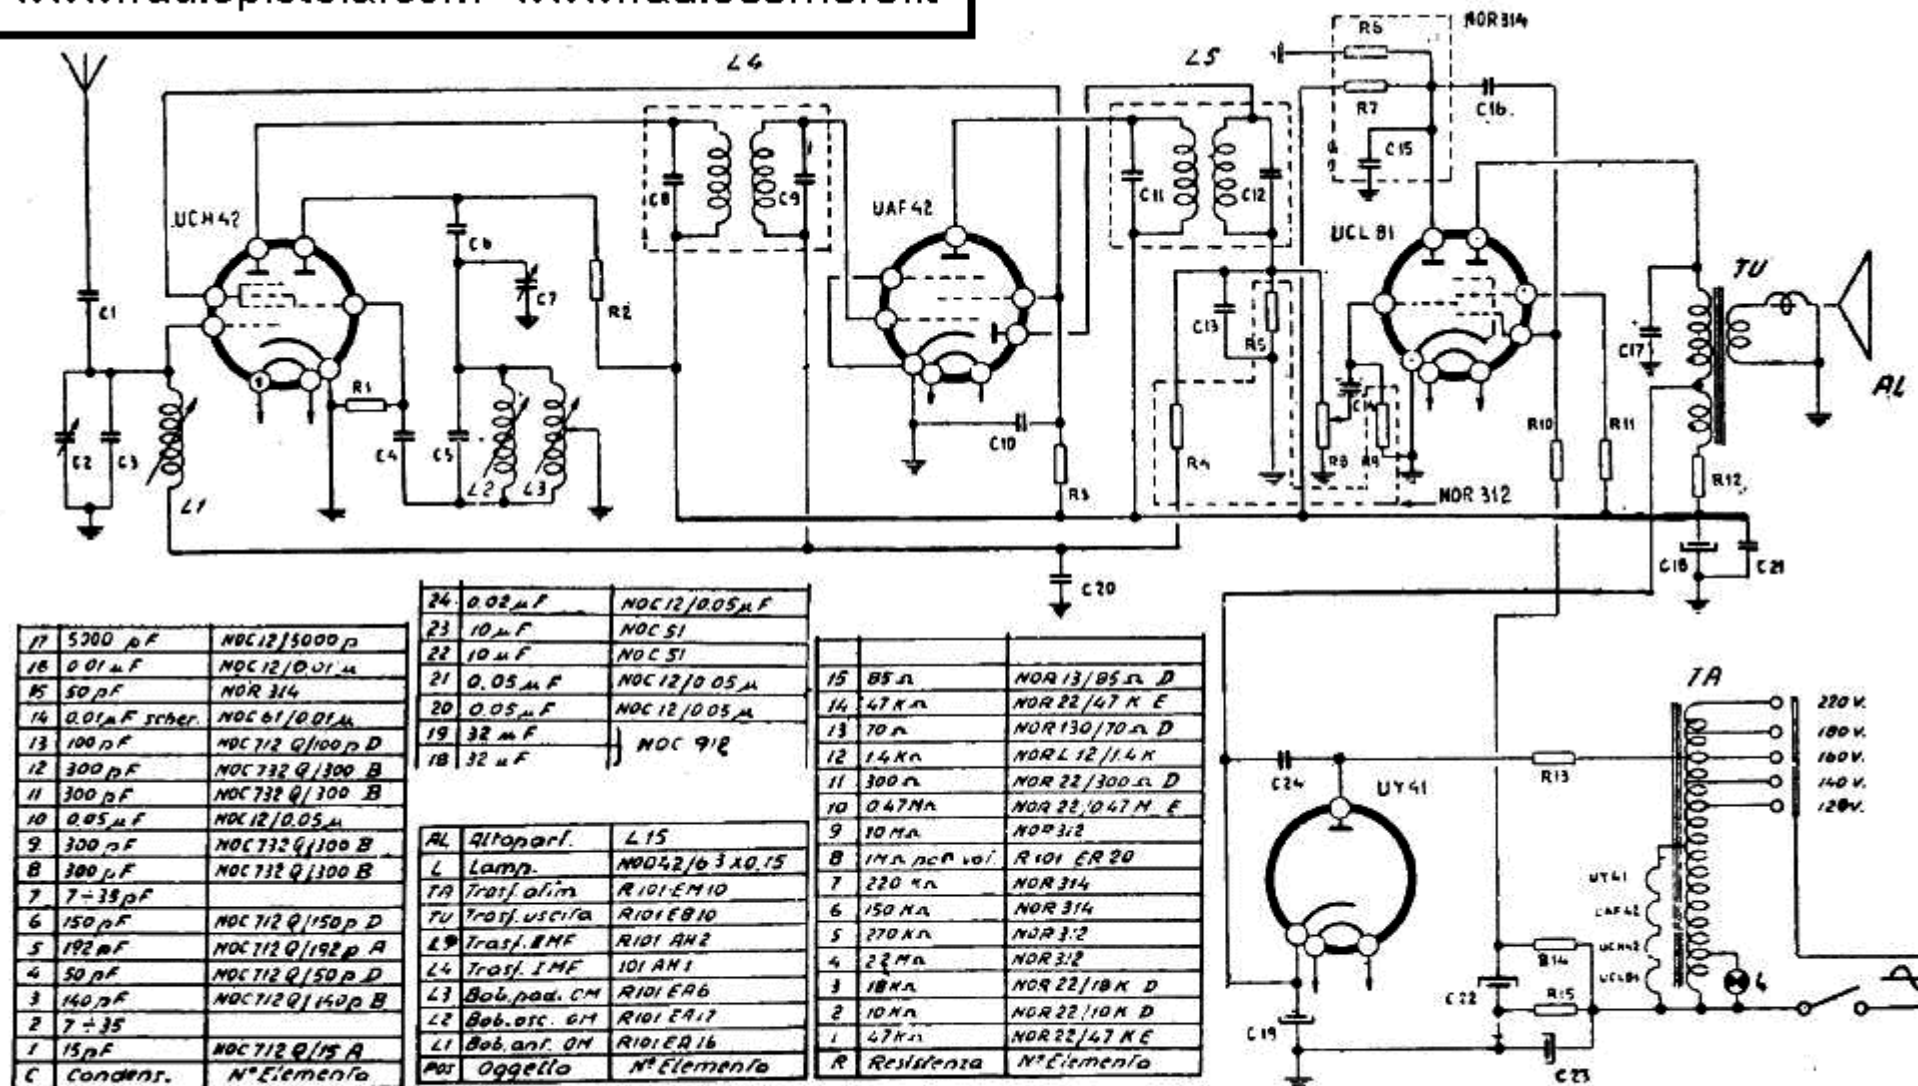 NOR 314
L4
L5
R6
R7
C16
C15
UCH42
UAF42
UCL 81
C1
C6
C7
R2
C8
C9
C11
C12
TU
C17
AL
C13
R5
C14
R1
C2
C3
L1
C4
C5
L2
L3
C10
R3
R4
R8
R9
R10
R11
R12
NOR 312
C18
C21
C20
TA
220 V.
180 V.
160 V.
140 V.
120 V.
C24
R13
UY41
UY41
UAF42
UCH42
UCL81
R14
R15
C22
C19
C23
24 0.02 µF NOC 12/0.05 µF
23 10 µF NOC 51
22 10 µF NOC 51
21 0.05 µF NOC 12/0.05 µ
20 0.05 µF NOC 12/0.05 µ
19 32 µF NOC 912
18 32 µF
17 5000 pF NOC 12/5000 p
16 0.01 µF NOC 12/0.01 µ
15 50 pF NOR 314
14 0.01 µF scher. NOC 61/0.01 µ
13 100 pF NOC 712 Q/100 p D
12 300 pF NOC 732 Q/300 B
11 300 pF NOC 732 Q/300 B
10 0.05 µF NOC 12/0.05 µ
9 300 pF NOC 732 Q/300 B
8 300 pF NOC 732 Q/300 B
7 7÷35 pF
6 150 pF NOC 712 Q/150 p D
5 192 pF NOC 712 Q/192 p A
4 50 pF NOC 712 Q/50 p D
3 140 pF NOC 712 Q/140 p B
2 7÷35
1 15 pF NOC 712 Q/15 A
C Condens. N° Elemento
AL Altoparl. L15
L Lamp.
TA Trasf. alim R101 EM10
TU Trasf. uscita R101 EB10
Trasf. R101 AH2
L4 Trasf. I MF 101 AH1
L3 Bob. pad. R101 EA6
L2 Bob. osc. OM R101 EA17
L1 Bob. ant. OM R101 EA16
POS Oggetto N° Elemento
15 85 Ω NOR 13/85 Ω D
14 47 KΩ NOR 22/47 K E
13 70 Ω NOR 130/70 Ω D
12 1.4 KΩ NORL 12/1.4 K
11 300 Ω NOR 22/300 Ω D
10 0.47 MΩ NOR 22/0.47 M E
9 10 MΩ NOR 312
8 1 MΩ vol. R101 ER 20
7 220 KΩ NOR 314
6 150 KΩ NOR 314
5 270 KΩ NOR 312
4 2.2 MΩ NOR 312
3 18 KΩ NOR 22/18 K D
2 10 KΩ NOR 22/10 K D
1 47 KΩ NOR 22/47 K E
R Resistenza N° Elemento